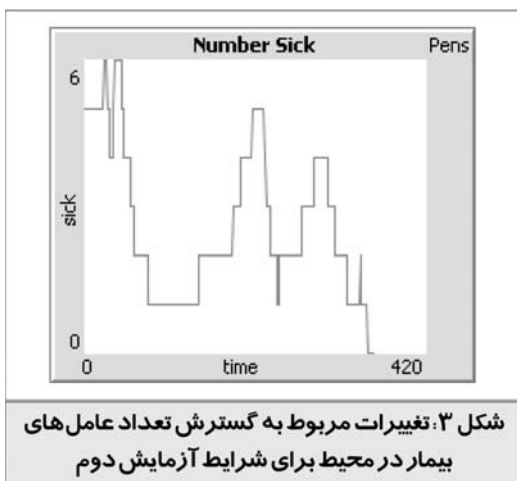 Number Sick
Pens
6
sick
0
0
time
420
شکل ۳: تغییرات مربوط به گسترش تعداد عامل‌های
بیمار در محیط برای شرایط آزمایش دوم